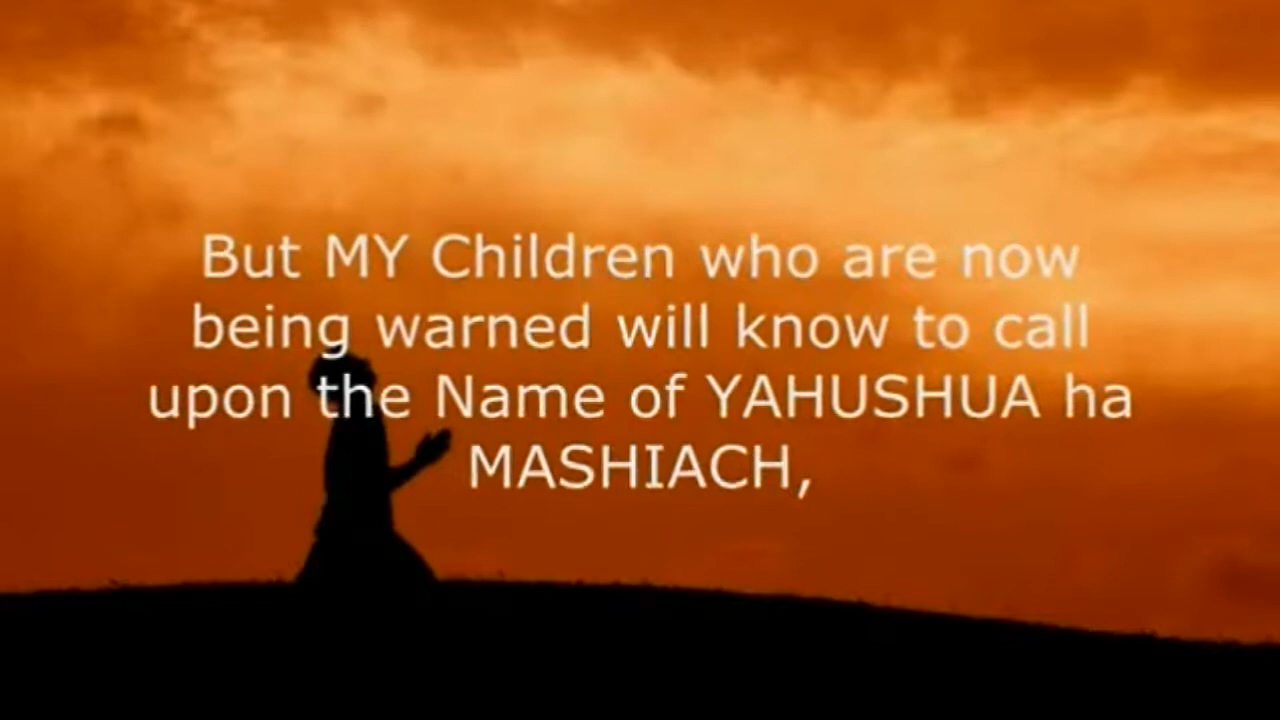 But MY Children who are now
being warned will know to call
upon the Name of YAHUSHUA ha
MASHIACH,